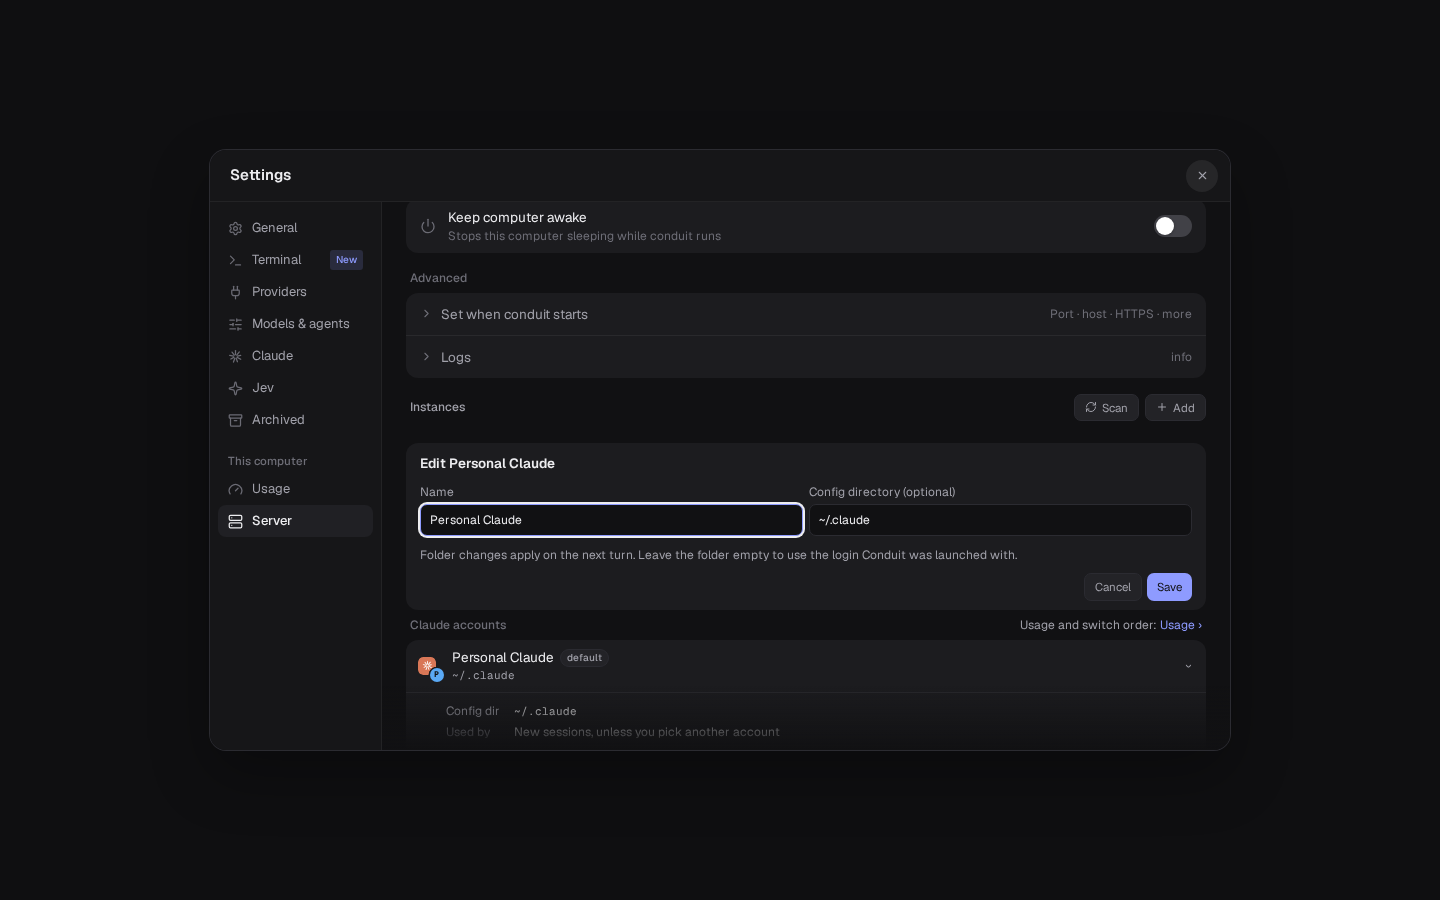 Settings
General
Terminal New
Providers
Models & agents
Claude
Jev
Archived
This computer
Usage
Server
Keep computer awake
Stops this computer sleeping while conduit runs
Advanced
Set when conduit starts Port · host · HTTPS · more
Logs info
Instances Scan Add
Edit Personal Claude
Name Config directory (optional)
Personal Claude ~/.claude
Folder changes apply on the next turn. Leave the folder empty to use the login Conduit was launched with.
Cancel Save
Claude accounts Usage and switch order: Usage ›
Personal Claude default
P ~/.claude
Config dir ~/.claude
Used by New sessions, unless you pick another account